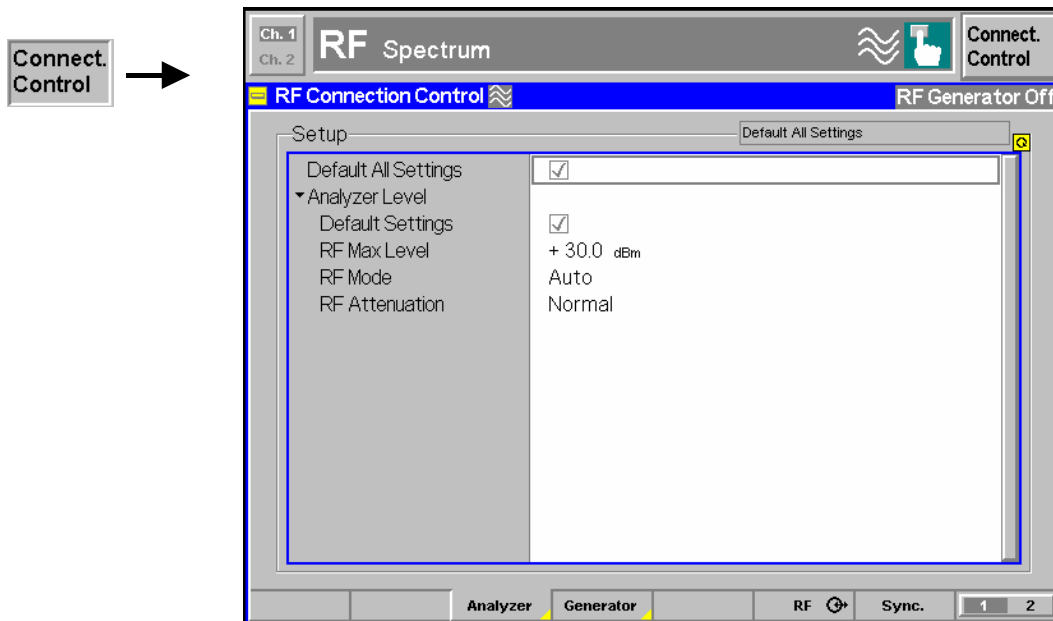 Connect.
Control
Ch. 1
Ch. 2
RF Spectrum
Connect.
Control
RF Connection Control
RF Generator Off
Setup
Default All Settings
Default All Settings
Analyzer Level
Default Settings
RF Max Level + 30.0 dBm
RF Mode Auto
RF Attenuation Normal
Analyzer Generator RF Sync. 1 2